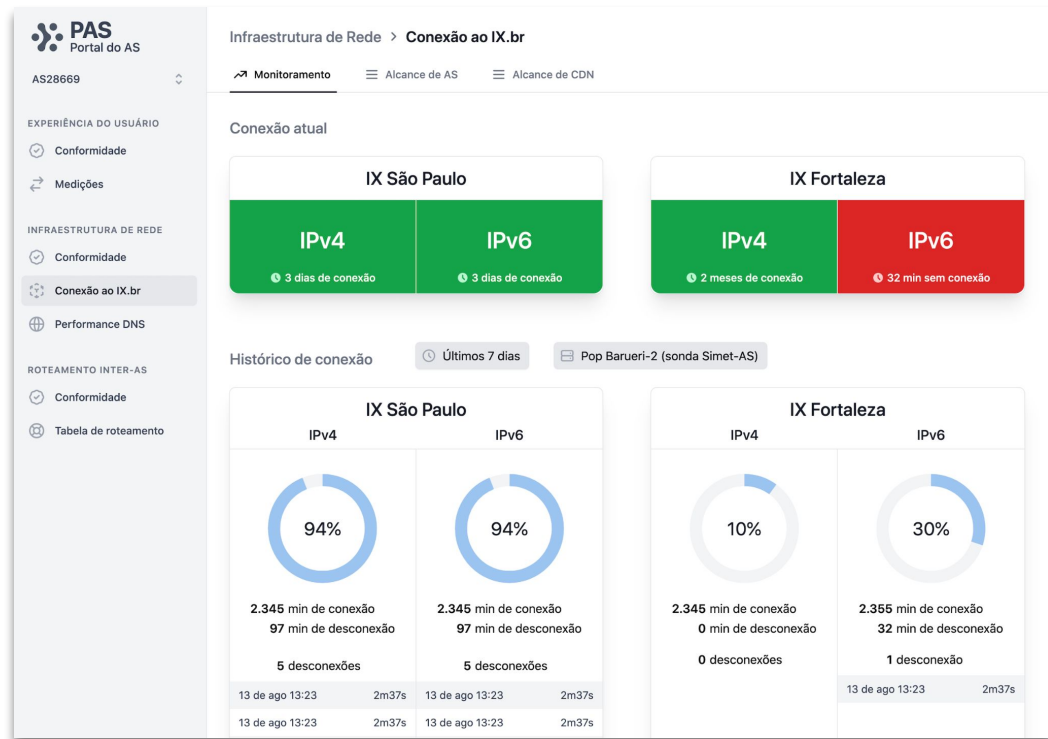 PAS
Portal do AS
AS28669
EXPERIÊNCIA DO USUÁRIO
Conformidade
Medições
INFRAESTRUTURA DE REDE
Conformidade
Conexão ao IX.br
Performance DNS
ROTEAMENTO INTER-AS
Conformidade
Tabela de roteamento
Infraestrutura de Rede > Conexão ao IX.br
Monitoramento Alcance de AS Alcance de CDN
Conexão atual
IX São Paulo
IPv4 IPv6
3 dias de conexão 3 dias de conexão
IX Fortaleza
IPv4 IPv6
2 meses de conexão 32 min sem conexão
Histórico de conexão Últimos 7 dias Pop Barueri-2 (sonda Simet-AS)
IX São Paulo
IPv4 IPv6
94% 94%
2.345 min de conexão 2.345 min de conexão
97 min de desconexão 97 min de desconexão
5 desconexões 5 desconexões
13 de ago 13:23 2m37s 13 de ago 13:23 2m37s
13 de ago 13:23 2m37s 13 de ago 13:23 2m37s
IX Fortaleza
IPv4 IPv6
10% 30%
2.345 min de conexão 2.355 min de conexão
0 min de desconexão 32 min de desconexão
0 desconexões 1 desconexão
13 de ago 13:23 2m37s